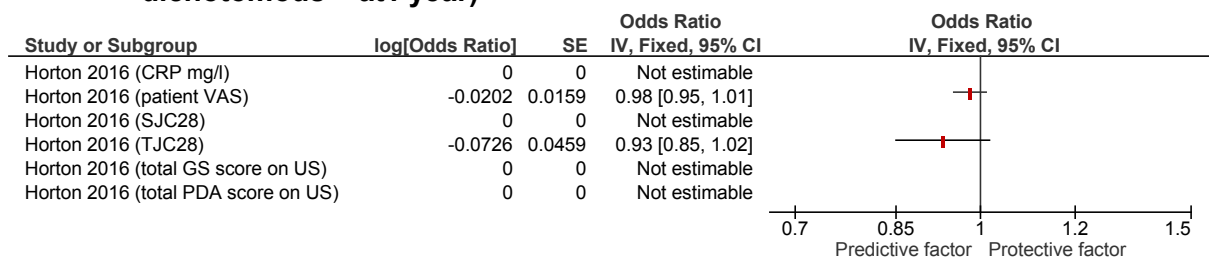 Odds Ratio Odds Ratio
Study or Subgroup log[Odds Ratio] SE IV, Fixed, 95% CI IV, Fixed, 95% CI
Horton 2016 (CRP mg/l) 0 0 Not estimable
Horton 2016 (patient VAS) -0.0202 0.0159 0.98 [0.95, 1.01]
Horton 2016 (SJC28) 0 0 Not estimable
Horton 2016 (TJC28) -0.0726 0.0459 0.93 [0.85, 1.02]
Horton 2016 (total GS score on US) 0 0 Not estimable
Horton 2016 (total PDA score on US) 0 0 Not estimable
0.7 0.85 1 1.2 1.5
Predictive factor Protective factor